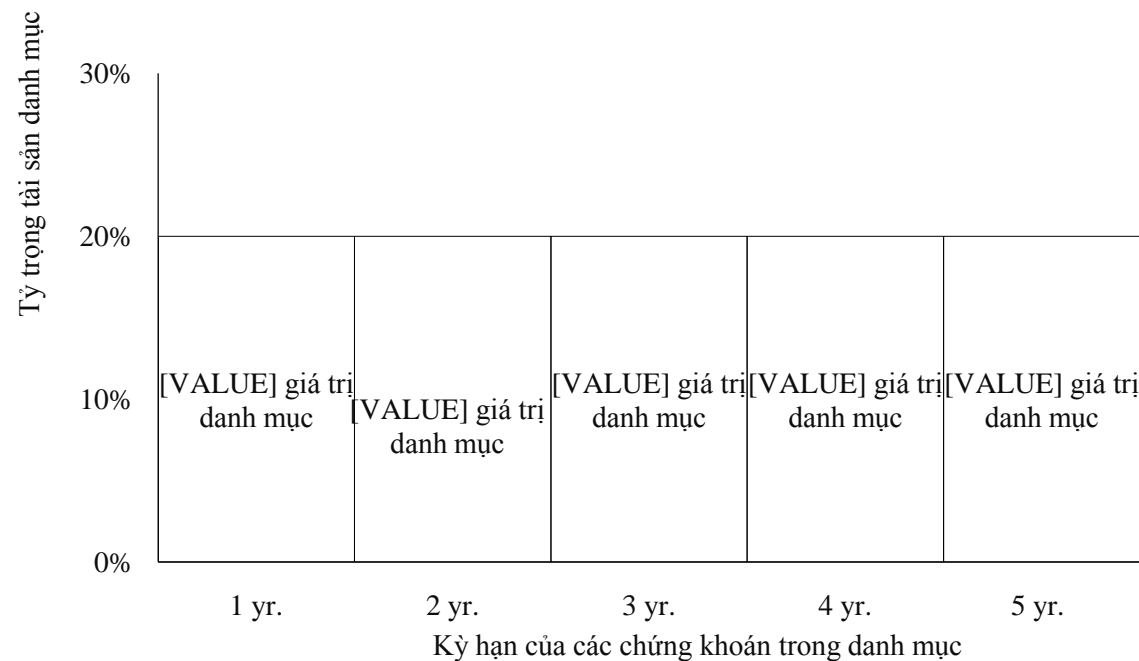 Tỷ trọng tài sản danh mục
30%
20%
10%
0%
[VALUE] giá trị
danh mục
[VALUE] giá trị
danh mục
[VALUE] giá trị
danh mục
[VALUE] giá trị
danh mục
[VALUE] giá trị
danh mục
1 yr.
2 yr.
3 yr.
4 yr.
5 yr.
Kỳ hạn của các chứng khoán trong danh mục